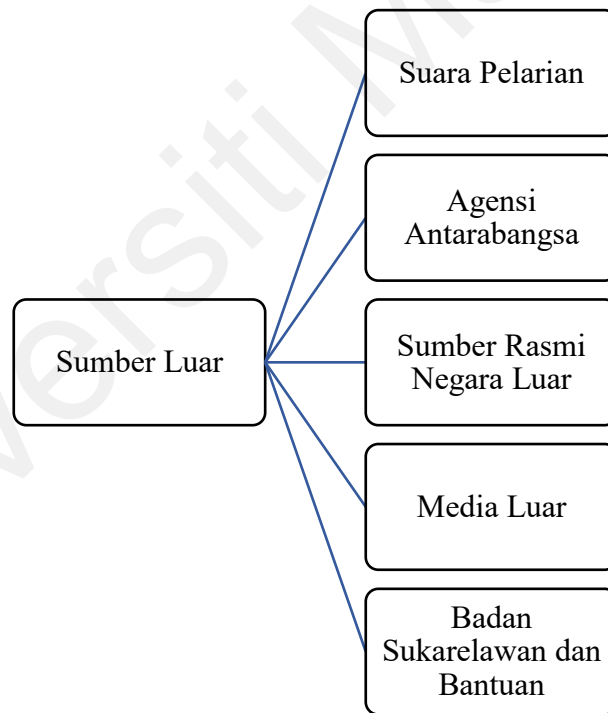 Suara Pelarian
Agensi
Antarabangsa
Sumber Luar
Sumber Rasmi
Negara Luar
Media Luar
Badan
Sukarelawan dan
Bantuan